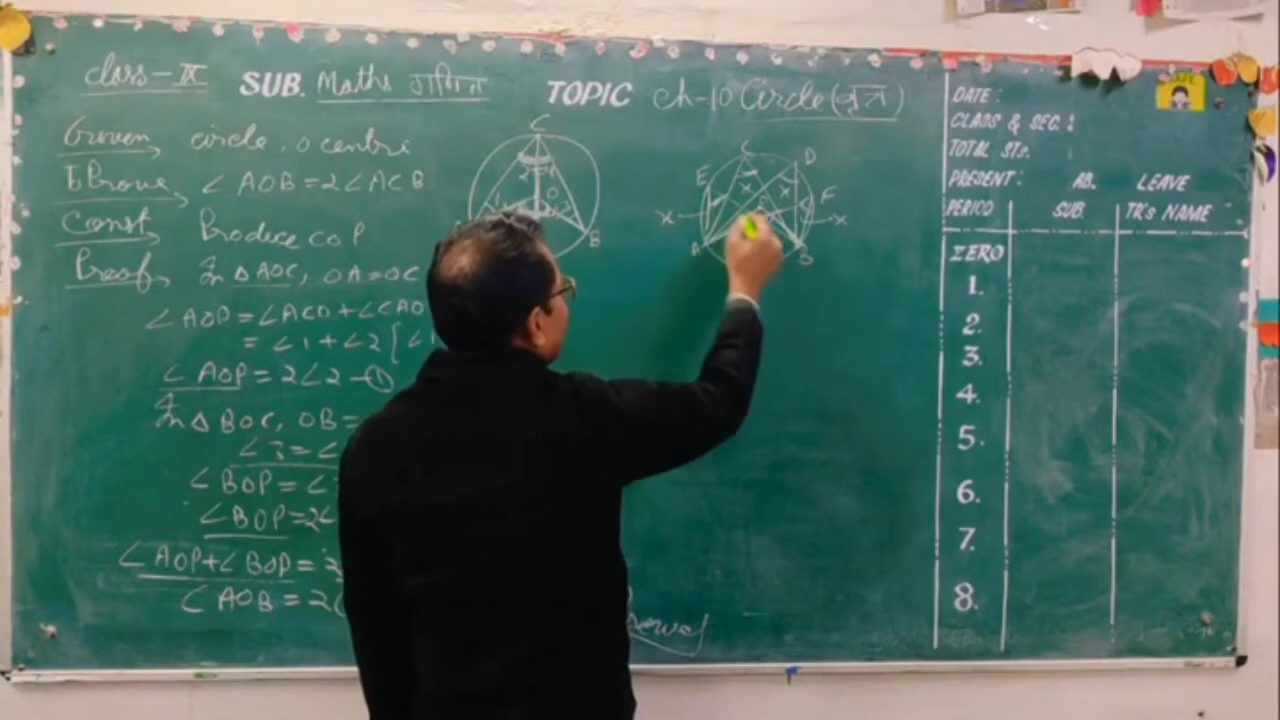 class-IX SUB. Maths गणित TOPIC ch-10 Circle (वृत्त)
Given, circle, O centre
To Prove, ∠AOB=2∠ACB
Const, Produce CO P
Proof, In △AOC, OA=OC
∠AOP=∠ACO+∠CAO
=∠1+∠2[∠1
∠AOP=2∠2-①
In △BOC, OB=
∠3=∠
∠BOP=∠
∠BOP=2∠
∠AOP+∠BOP=2
∠AOB=2(
C
O
B
C
D
E
F
x
x
x
x
A
B
DATE:
CLASS & SEC:
TOTAL STs.
PRESENT: AB. LEAVE
PERIOD SUB. TR's NAME
ZERO
1.
2.
3.
4.
5.
6.
7.
8.